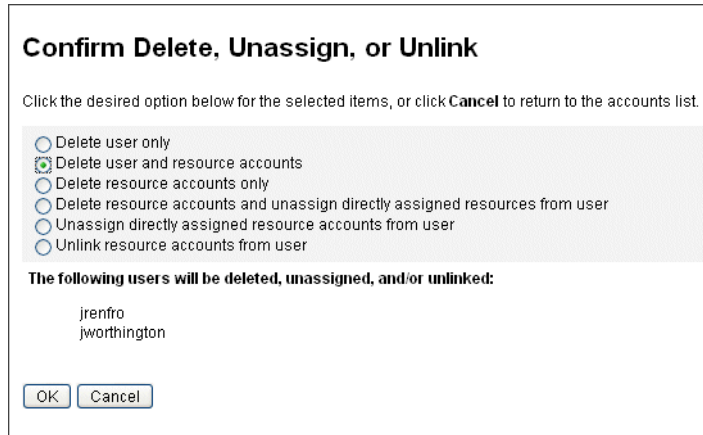 Confirm Delete, Unassign, or Unlink
Click the desired option below for the selected items, or click Cancel to return to the accounts list.
Delete user only
Delete user and resource accounts
Delete resource accounts only
Delete resource accounts and unassign directly assigned resources from user
Unassign directly assigned resource accounts from user
Unlink resource accounts from user
The following users will be deleted, unassigned, and/or unlinked:
jrenfro
jworthington
OK Cancel